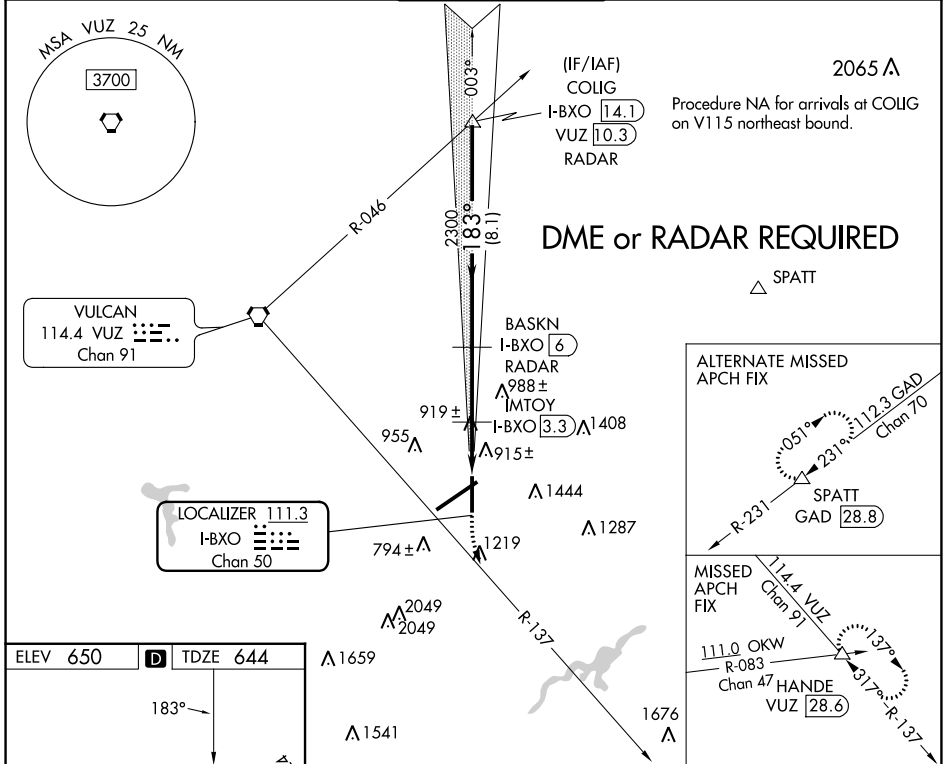 MSA VUZ 25 NM
3700
003°
(IF/IAF)
COLIG
I-BXO 14.1
VUZ 10.3
RADAR
2065
Procedure NA for arrivals at COLIG
on V115 northeast bound.
R-046
2300
183°
(8.1)
DME or RADAR REQUIRED
SPATT
VULCAN
114.4 VUZ
Chan 91
BASKN
I-BXO 6
RADAR
988±
IMTOY
I-BXO 3.3
1408
919±
955
915±
1444
LOCALIZER 111.3
I-BXO
Chan 50
1287
794±
1219
2049
2049
R-137
1659
1541
1676
ALTERNATE MISSED
APCH FIX
112.3 GAD
Chan 70
051°
231°
SPATT
GAD 28.8
R-231
MISSED
APCH
FIX
114.4 VUZ
Chan 91
111.0 OKW
R-083
Chan 47
HANDE
VUZ 28.6
137°
317°
R-137
ELEV 650
D
TDZE 644
183°